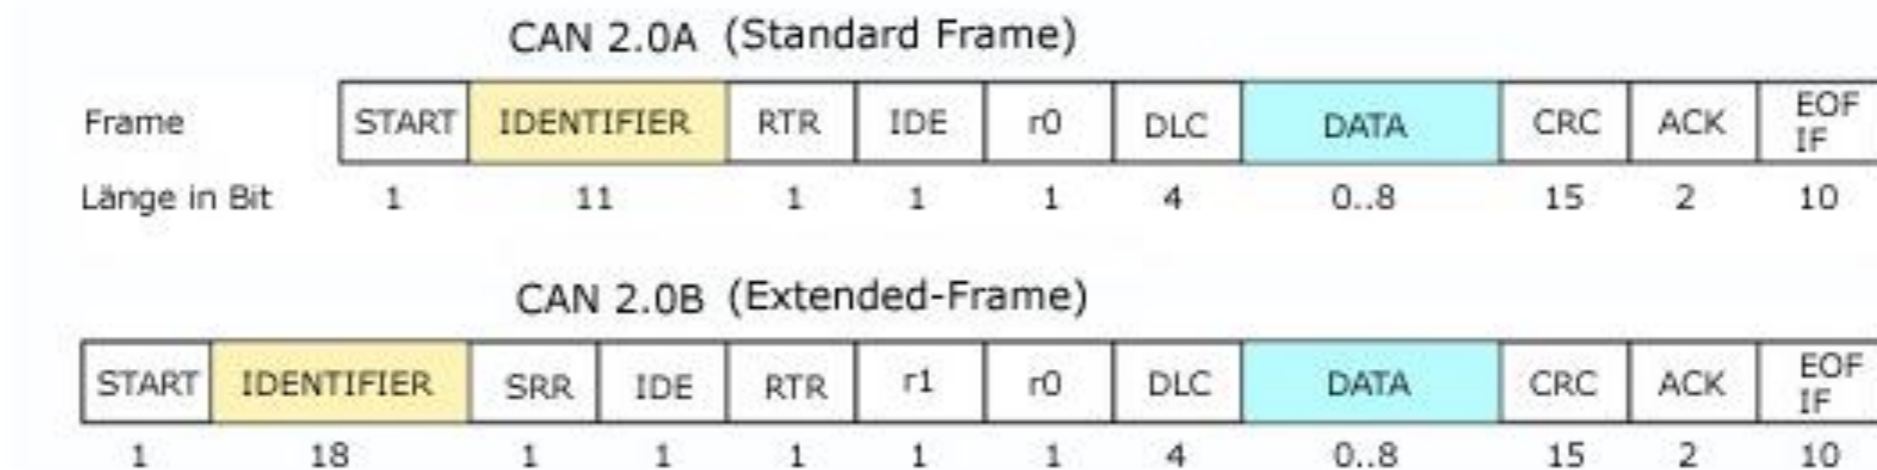 CAN 2.0A (Standard Frame)
Frame START IDENTIFIER RTR IDE r0 DLC DATA CRC ACK EOF IF
Länge in Bit 1 11 1 1 1 4 0..8 15 2 10
CAN 2.0B (Extended-Frame)
START IDENTIFIER SRR IDE RTR r1 r0 DLC DATA CRC ACK EOF IF
1 18 1 1 1 1 1 4 0..8 15 2 10